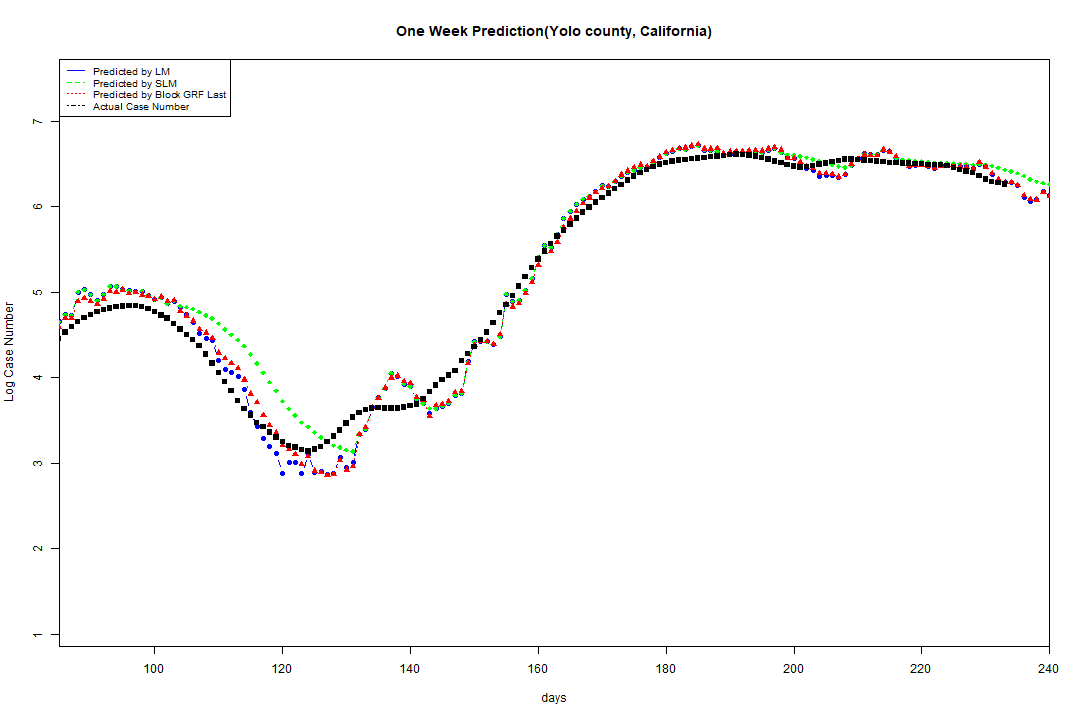 One Week Prediction(Yolo county, California)
Predicted by LM
Predicted by SLM
Predicted by Block GRF Last
Actual Case Number
7
6
5
4
3
2
1
Log Case Number
100 120 140 160 180 200 220 240
days